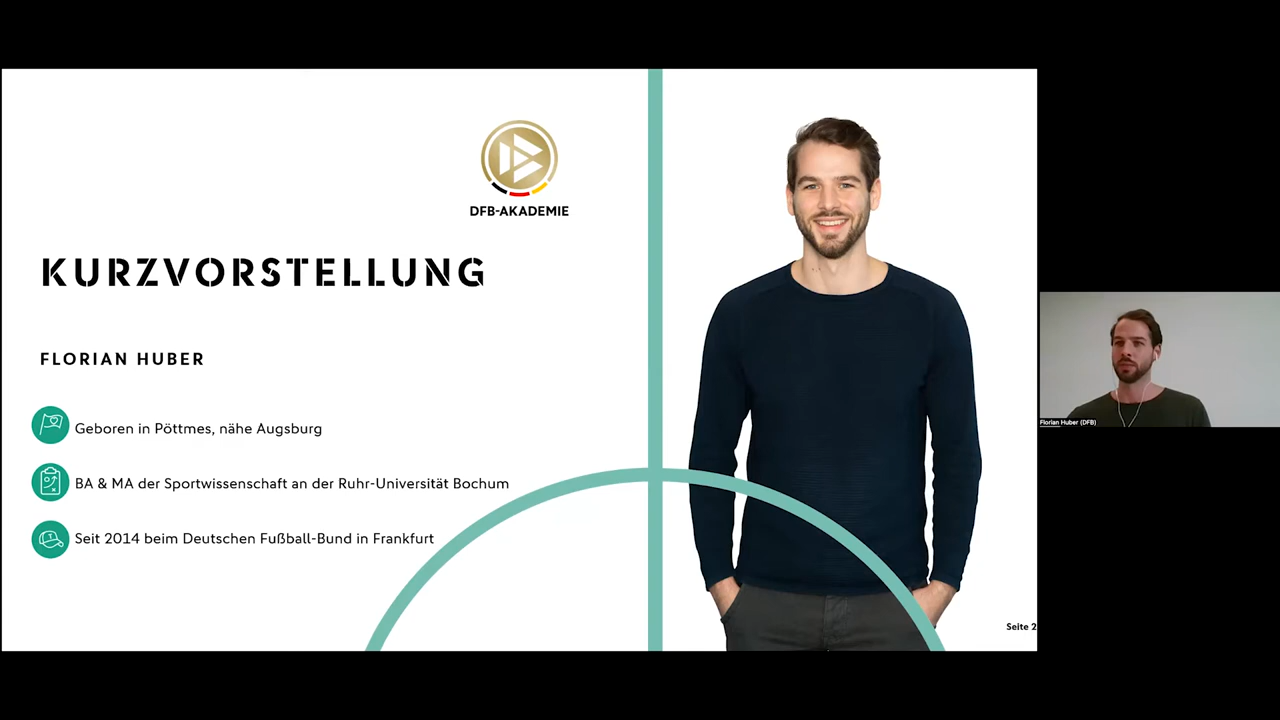 DFB-AKADEMIE
KURZVORSTELLUNG
FLORIAN HUBER
Geboren in Pöttmes, nähe Augsburg
BA & MA der Sportwissenschaft an der Ruhr-Universität Bochum
Seit 2014 beim Deutschen Fußball-Bund in Frankfurt
Seite 2
Florian Huber (DFB)